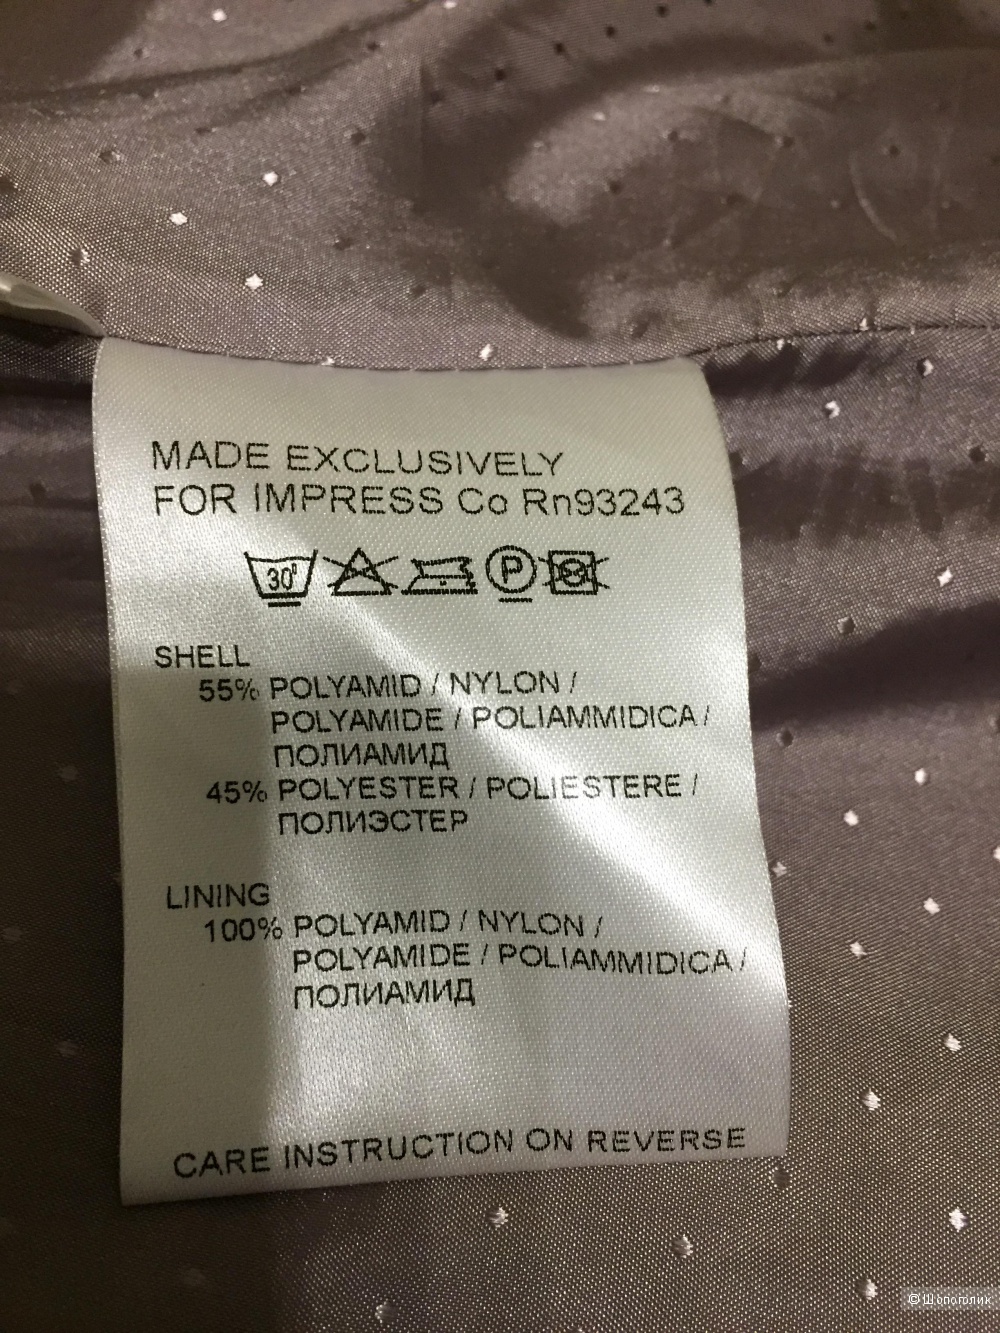 MADE EXCLUSIVELY
FOR IMPRESS Co Rn93243
30°
P
SHELL
55% POLYAMID / NYLON /
POLYAMIDE / POLIAMMIDICA /
ПОЛИАМИД
45% POLYESTER / POLIESTERE /
ПОЛИЭСТЕР
LINING
100% POLYAMID / NYLON /
POLYAMIDE / POLIAMMIDICA /
ПОЛИАМИД
CARE INSTRUCTION ON REVERSE
© Шопоголик